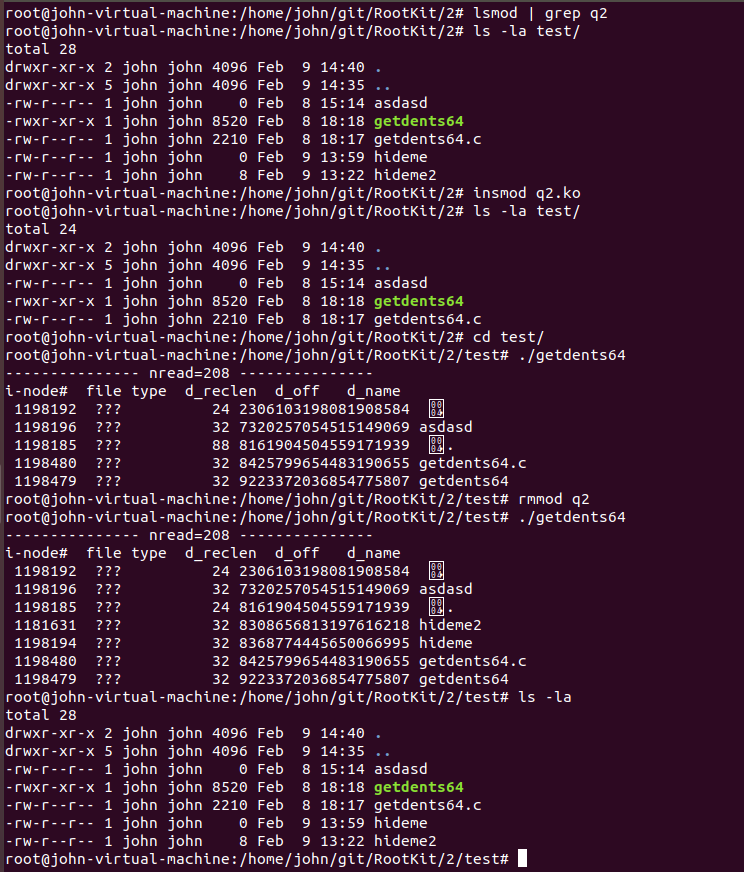 root@john-virtual-machine:/home/john/git/RootKit/2# lsmod | grep q2
root@john-virtual-machine:/home/john/git/RootKit/2# ls -la test/
total 28
drwxr-xr-x 2 john john 4096 Feb  9 14:40 .
drwxr-xr-x 5 john john 4096 Feb  9 14:35 ..
-rw-r--r-- 1 john john    0 Feb  8 15:14 asdasd
-rwxr-xr-x 1 john john 8520 Feb  8 18:18 getdents64
-rw-r--r-- 1 john john 2210 Feb  8 18:17 getdents64.c
-rw-r--r-- 1 john john    0 Feb  9 13:59 hideme
-rw-r--r-- 1 john john    8 Feb  9 13:22 hideme2
root@john-virtual-machine:/home/john/git/RootKit/2# insmod q2.ko
root@john-virtual-machine:/home/john/git/RootKit/2# ls -la test/
total 24
drwxr-xr-x 2 john john 4096 Feb  9 14:40 .
drwxr-xr-x 5 john john 4096 Feb  9 14:35 ..
-rw-r--r-- 1 john john    0 Feb  8 15:14 asdasd
-rwxr-xr-x 1 john john 8520 Feb  8 18:18 getdents64
-rw-r--r-- 1 john john 2210 Feb  8 18:17 getdents64.c
root@john-virtual-machine:/home/john/git/RootKit/2# cd test/
root@john-virtual-machine:/home/john/git/RootKit/2/test# ./getdents64
--------------- nread=208 ---------------
i-node#  file type  d_reclen  d_off   d_name
 1198192  ???          24 2306103198081908584  0004
 1198196  ???          32 7320257054515149069 asdasd
 1198185  ???          88 8161904504559171939  0004.
 1198480  ???          32 8425799654483190655 getdents64.c
 1198479  ???          32 9223372036854775807 getdents64
root@john-virtual-machine:/home/john/git/RootKit/2/test# rmmod q2
root@john-virtual-machine:/home/john/git/RootKit/2/test# ./getdents64
--------------- nread=208 ---------------
i-node#  file type  d_reclen  d_off   d_name
 1198192  ???          24 2306103198081908584  0004
 1198196  ???          32 7320257054515149069 asdasd
 1198185  ???          24 8161904504559171939  0004.
 1181631  ???          32 8308656813197616218 hideme2
 1198194  ???          32 8368774445650066995 hideme
 1198480  ???          32 8425799654483190655 getdents64.c
 1198479  ???          32 9223372036854775807 getdents64
root@john-virtual-machine:/home/john/git/RootKit/2/test# ls -la
total 28
drwxr-xr-x 2 john john 4096 Feb  9 14:40 .
drwxr-xr-x 5 john john 4096 Feb  9 14:35 ..
-rw-r--r-- 1 john john    0 Feb  8 15:14 asdasd
-rwxr-xr-x 1 john john 8520 Feb  8 18:18 getdents64
-rw-r--r-- 1 john john 2210 Feb  8 18:17 getdents64.c
-rw-r--r-- 1 john john    0 Feb  9 13:59 hideme
-rw-r--r-- 1 john john    8 Feb  9 13:22 hideme2
root@john-virtual-machine:/home/john/git/RootKit/2/test#